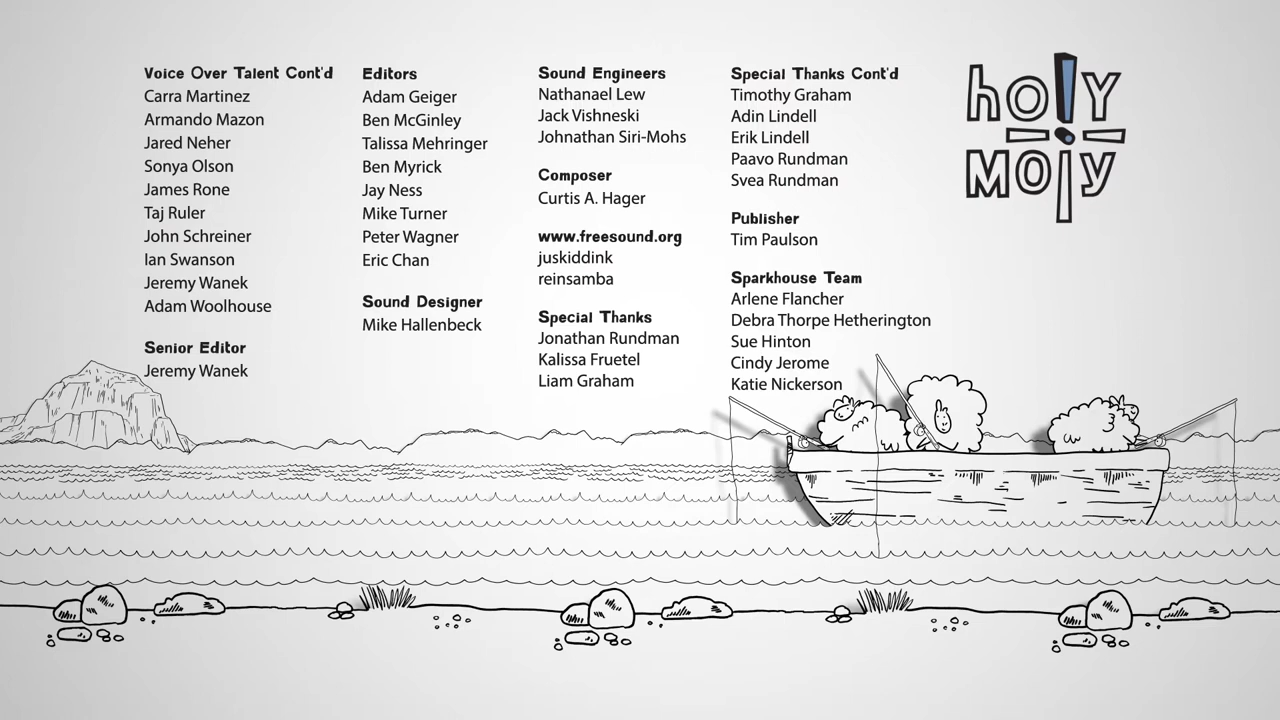 Voice Over Talent Cont'd
Carra Martinez
Armando Mazon
Jared Neher
Sonya Olson
James Rone
Taj Ruler
John Schreiner
Ian Swanson
Jeremy Wanek
Adam Woolhouse
Senior Editor
Jeremy Wanek
Editors
Adam Geiger
Ben McGinley
Talissa Mehringer
Ben Myrick
Jay Ness
Mike Turner
Peter Wagner
Eric Chan
Sound Designer
Mike Hallenbeck
Sound Engineers
Nathanael Lew
Jack Vishneski
Johnathan Siri-Mohs
Composer
Curtis A. Hager
www.freesound.org
juskiddink
reinsamba
Special Thanks
Jonathan Rundman
Kalissa Fruetel
Liam Graham
Special Thanks Cont'd
Timothy Graham
Adin Lindell
Erik Lindell
Paavo Rundman
Svea Rundman
Publisher
Tim Paulson
Sparkhouse Team
Arlene Flancher
Debra Thorpe Hetherington
Sue Hinton
Cindy Jerome
Katie Nickerson
holy
Moly